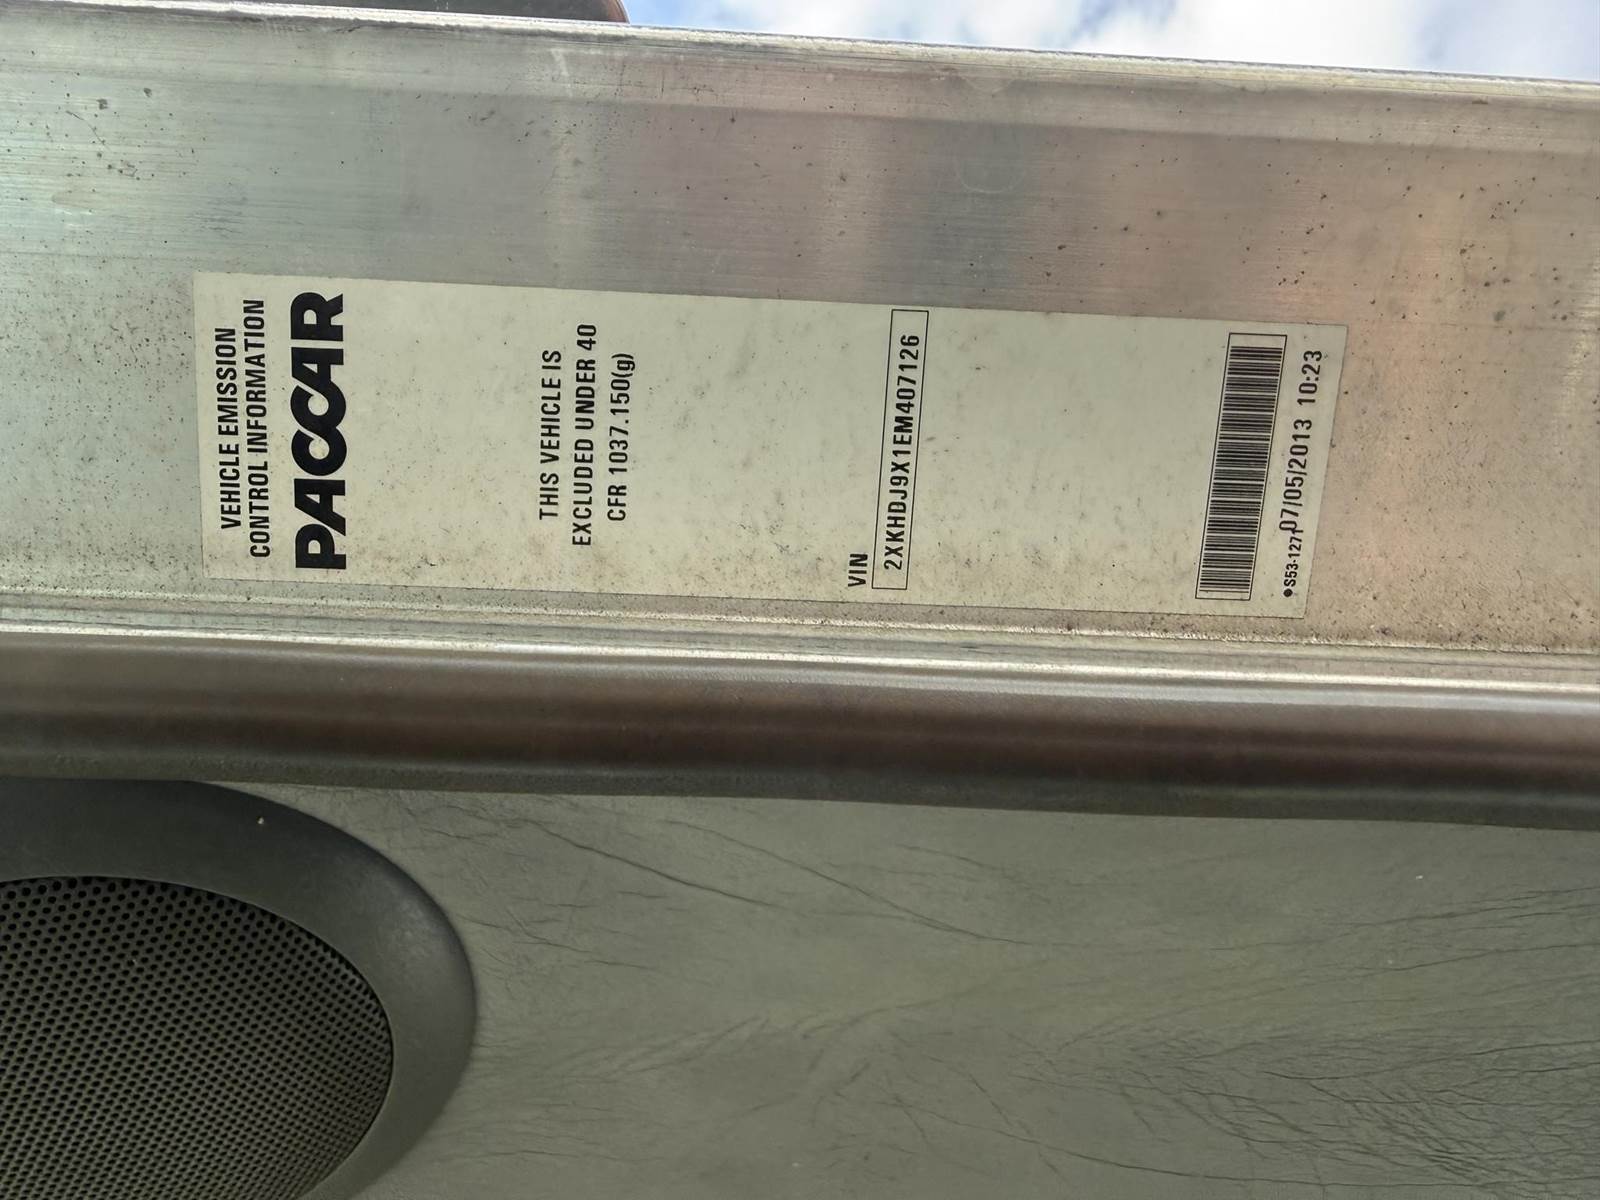 VEHICLE EMISSION
CONTROL INFORMATION
PACCAR
THIS VEHICLE IS
EXCLUDED UNDER 40
CFR 1037.150(g)
VIN
2XKHDJ9X1EM407126
●S53-1271 07/05/2013 10:23